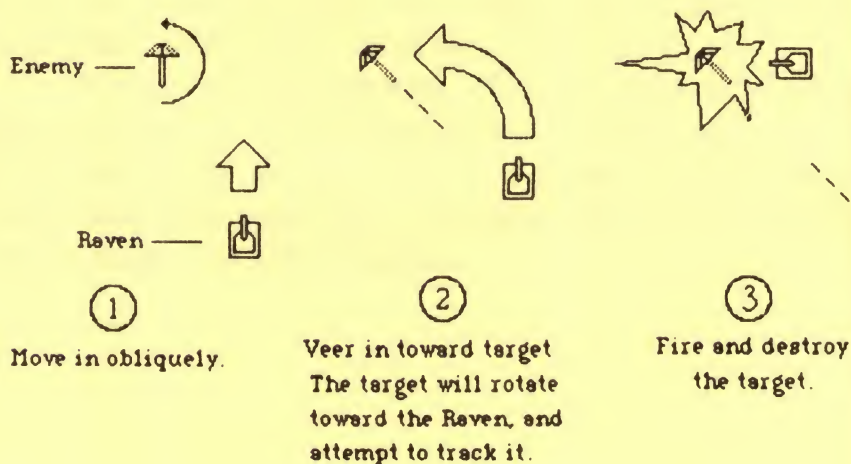 Enemy
Raven
1
Move in obliquely.
2
Veer in toward target
The target will rotate
toward the Raven, and
attempt to track it.
3
Fire and destroy
the target.